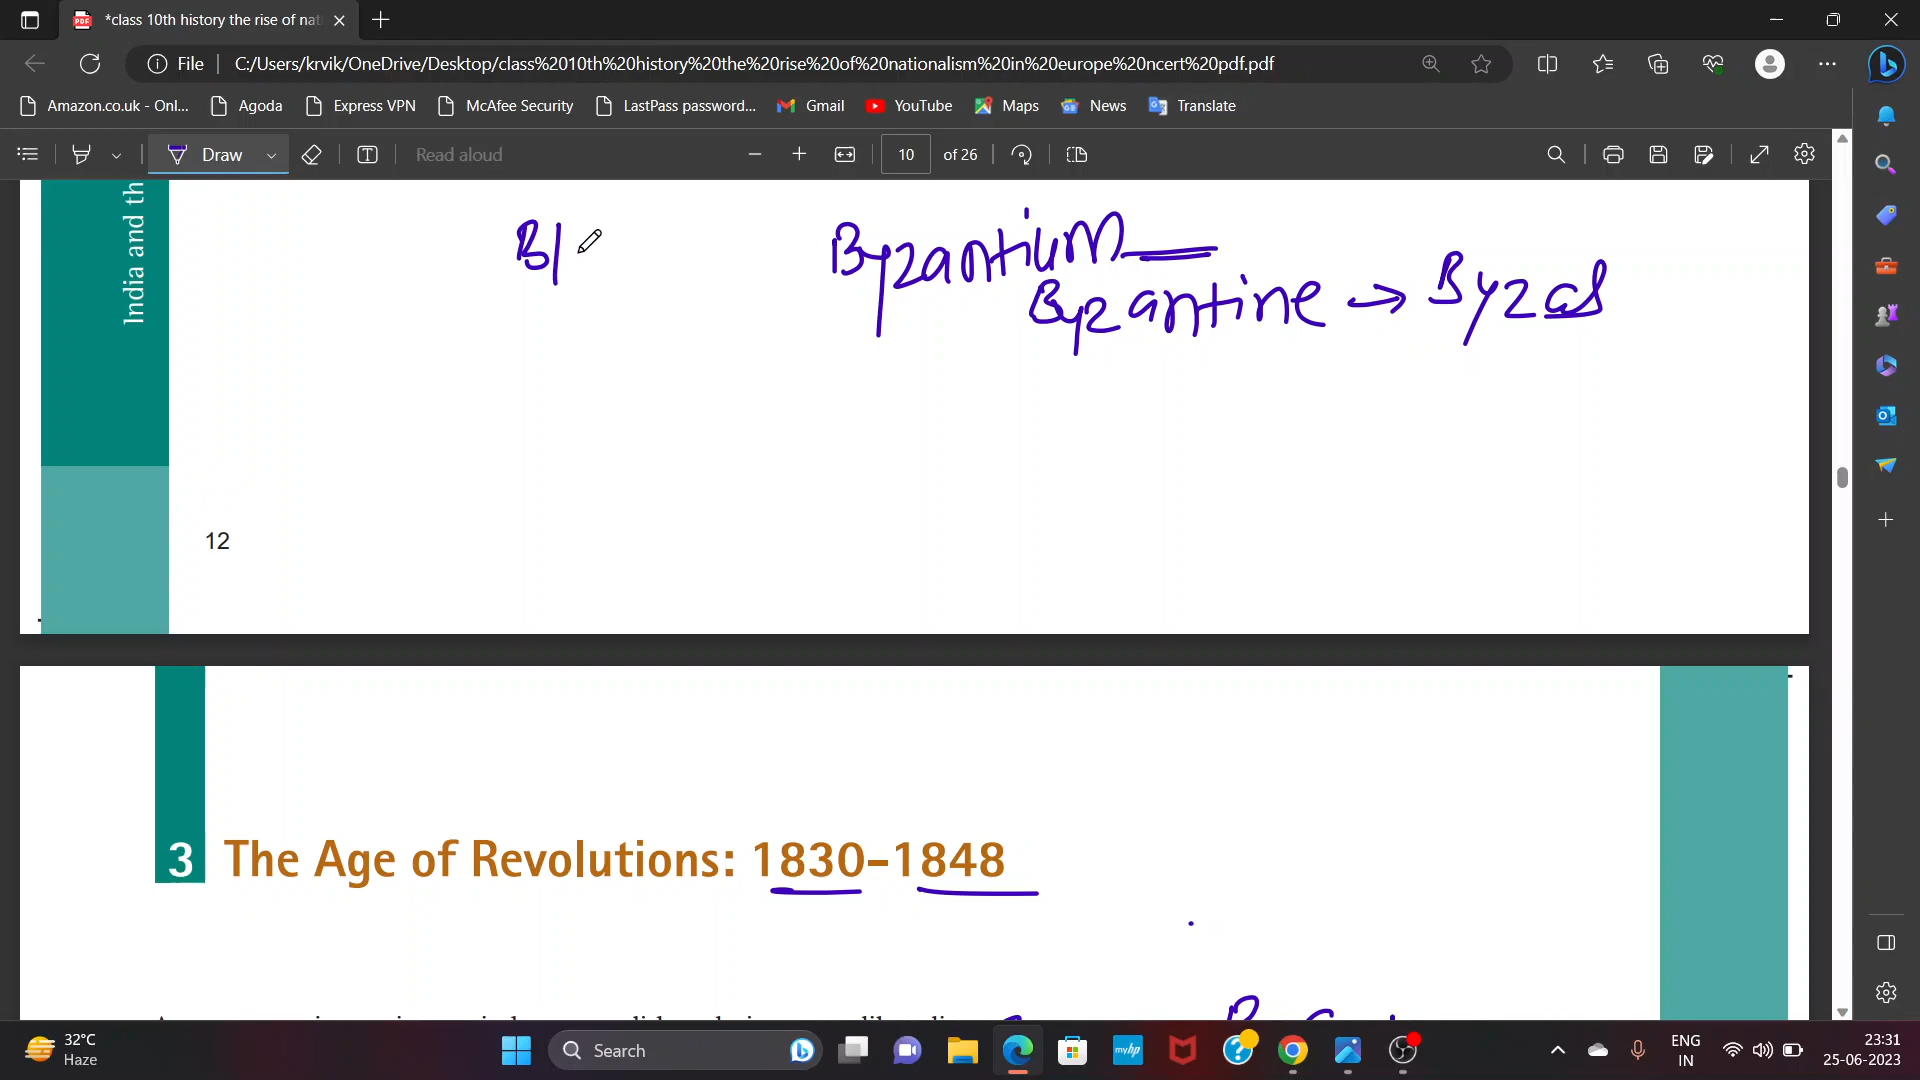 *class 10th history the rise of nat
File
C:/Users/krvik/OneDrive/Desktop/class%2010th%20history%20the%20rise%20of%20nationalism%20in%20europe%20ncert%20pdf.pdf
Amazon.co.uk - Onl... Agoda Express VPN McAfee Security LastPass password... Gmail YouTube Maps News Translate
Draw Read aloud 10 of 26
India and th
B/
Byzantium
Byzantine → Byzas
12
3 The Age of Revolutions: 1830–1848
32°C
Haze
Search
myhp
ENG
IN
23:31
25-06-2023